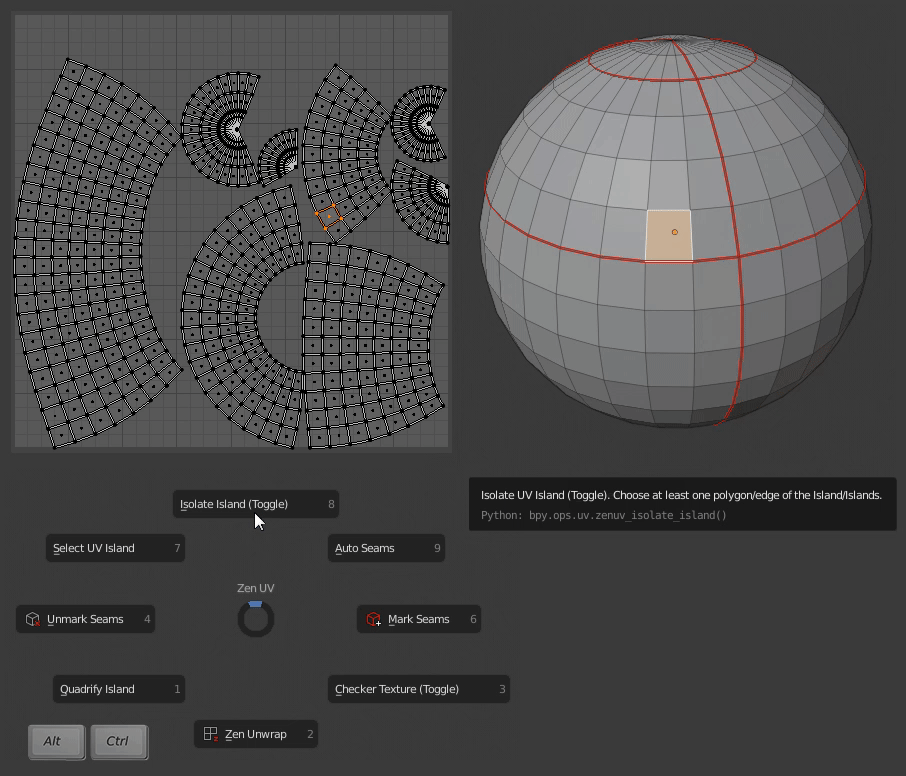 Isolate Island (Toggle) 8
Isolate UV Island (Toggle). Choose at least one polygon/edge of the Island/Islands.
Python: bpy.ops.uv.zenuv_isolate_island()
Select UV Island 7
Auto Seams 9
Zen UV
Unmark Seams 4
Mark Seams 6
Quadrify Island 1
Checker Texture (Toggle) 3
Zen Unwrap 2
Alt Ctrl